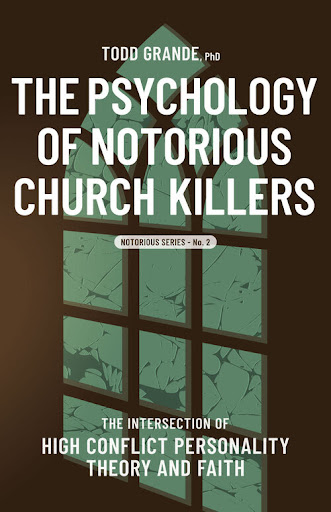 TODD GRANDE, PhD
THE PSYCHOLOGY
OF NOTORIOUS
CHURCH KILLERS
NOTORIOUS SERIES - No. 2
THE INTERSECTION OF
HIGH CONFLICT PERSONALITY
THEORY AND FAITH